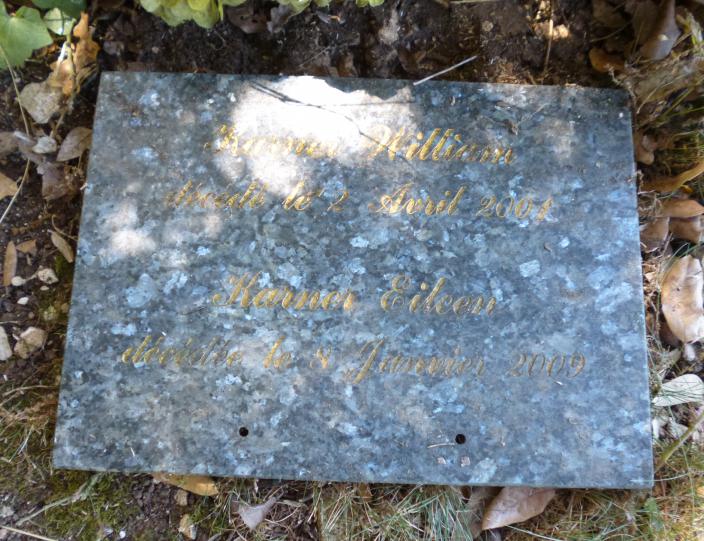 Karner William
décédé le 2 Avril 2001
Karner Eileen
décédée le 8 Janvier 2009